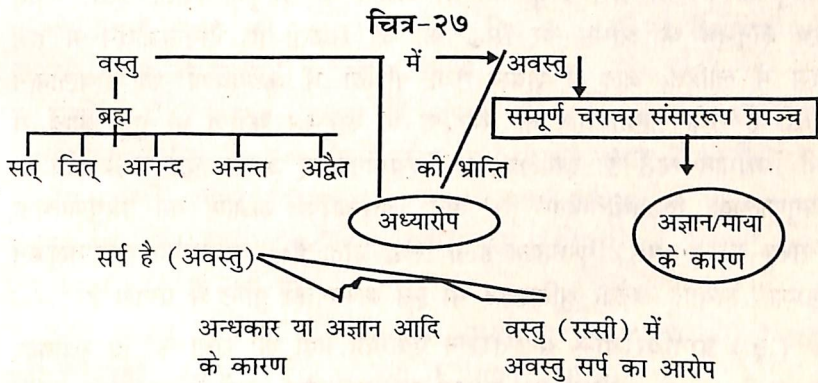 चित्र-२७
वस्तु में अवस्तु
ब्रह्म
सम्पूर्ण चराचर संसाररूप प्रपञ्च
सत् चित् आनन्द अनन्त अद्वैत की भ्रान्ति
अध्यारोप
अज्ञान/माया
के कारण
सर्प है (अवस्तु)
अन्धकार या अज्ञान आदि
के कारण
वस्तु (रस्सी) में
अवस्तु सर्प का आरोप